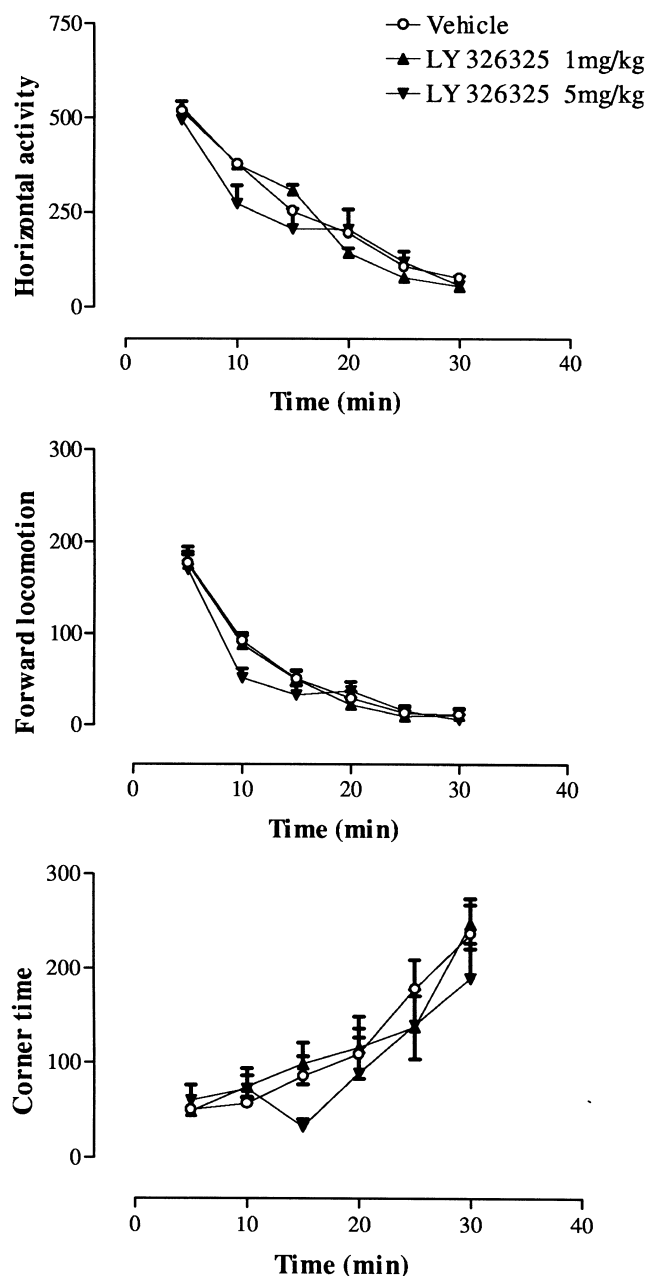 Vehicle
LY 326325 1mg/kg
LY 326325 5mg/kg
750
500
250
0
Horizontal activity
0 10 20 30 40
Time (min)
300
200
100
0
Forward locomotion
0 10 20 30 40
Time (min)
300
200
100
0
Corner time
0 10 20 30 40
Time (min)